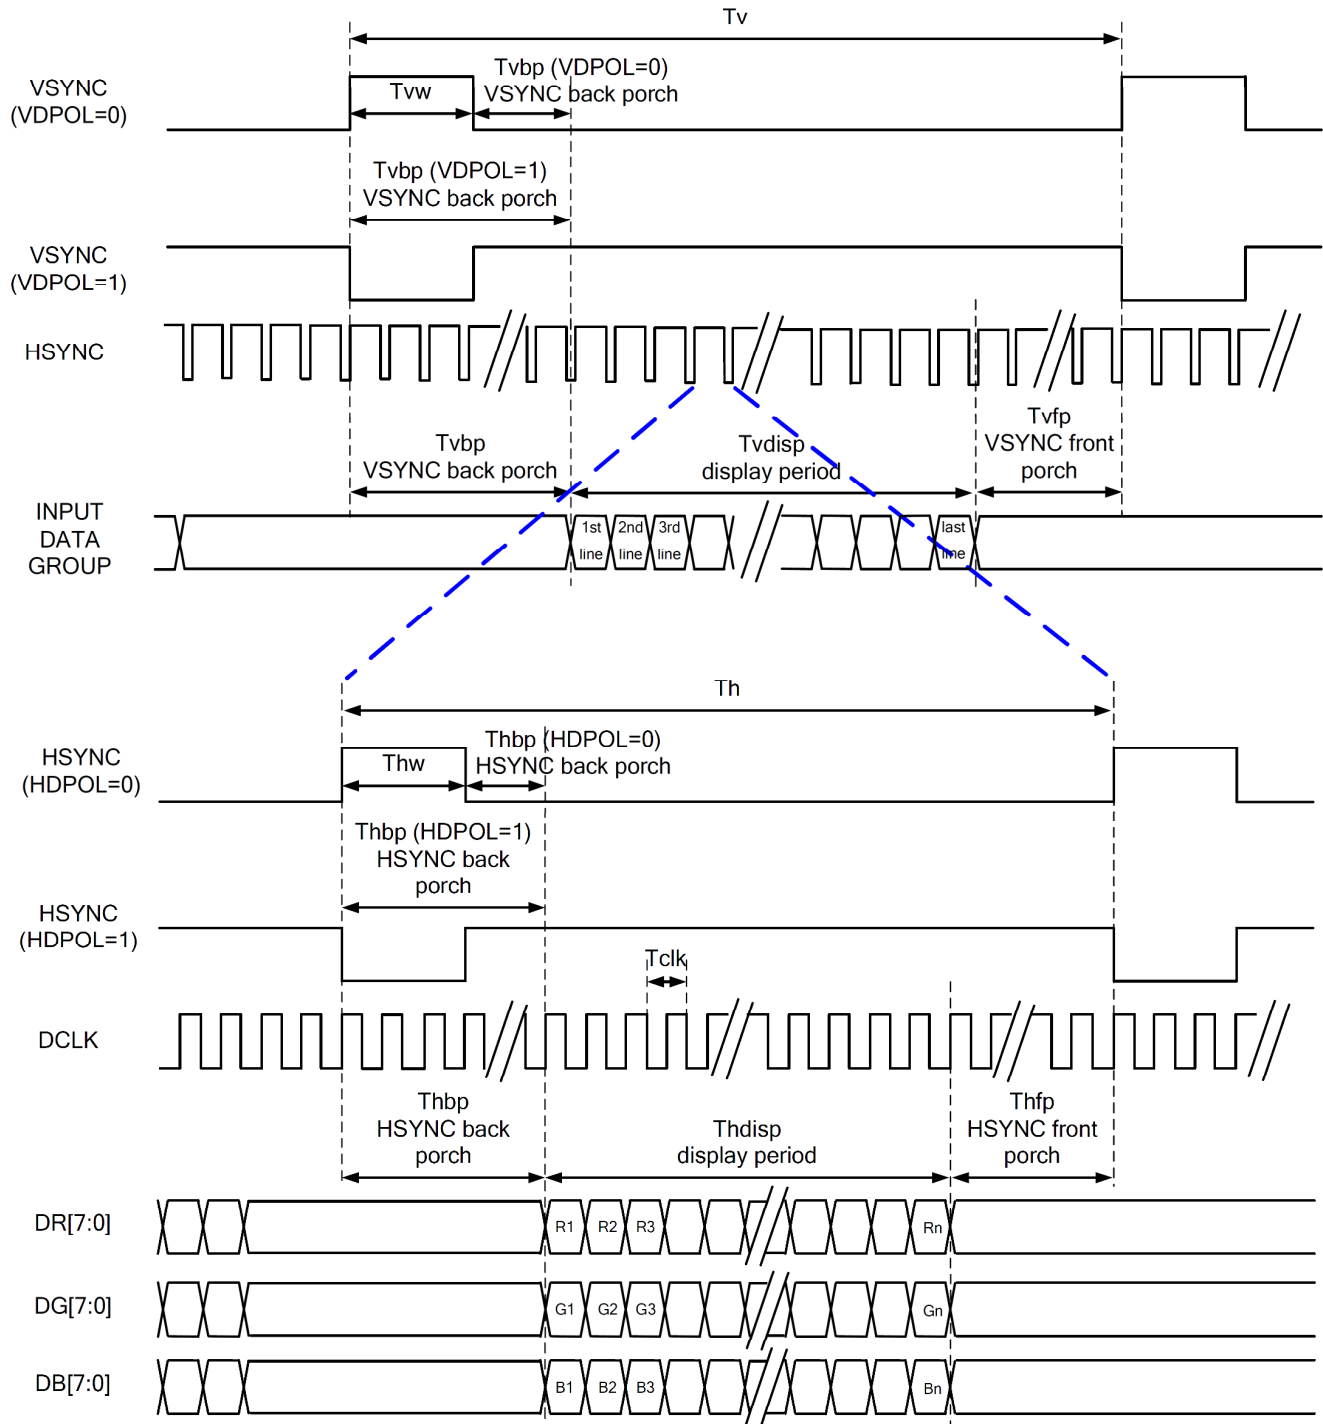 Tv
VSYNC
(VDPOL=0)
Tvw
Tvbp (VDPOL=0)
VSYNC back porch
Tvbp (VDPOL=1)
VSYNC back porch
VSYNC
(VDPOL=1)
HSYNC
Tvbp
VSYNC back porch
Tvdisp
display period
Tvfp
VSYNC front
porch
INPUT
DATA
GROUP
1st
line
2nd
line
3rd
line
last
line
Th
HSYNC
(HDPOL=0)
Thw
Thbp (HDPOL=0)
HSYNC back porch
Thbp (HDPOL=1)
HSYNC back
porch
HSYNC
(HDPOL=1)
Tclk
DCLK
Thbp
HSYNC back
porch
Thdisp
display period
Thfp
HSYNC front
porch
DR[7:0]
R1 R2 R3 Rn
DG[7:0]
G1 G2 G3 Gn
DB[7:0]
B1 B2 B3 Bn